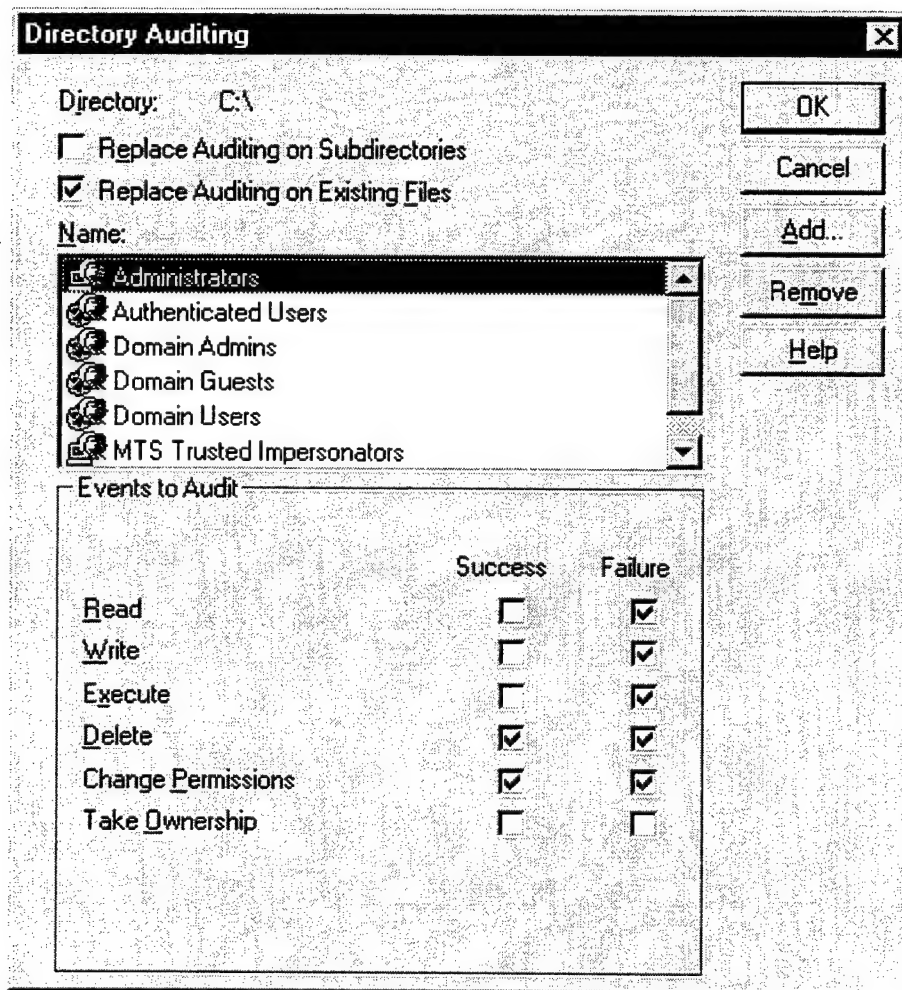 Directory Auditing
Directory: C:\
Replace Auditing on Subdirectories
Replace Auditing on Existing Files
Name:
Administrators
Authenticated Users
Domain Admins
Domain Guests
Domain Users
MTS Trusted Impersonators
OK
Cancel
Add...
Remove
Help
Events to Audit
Success Failure
Read
Write
Execute
Delete
Change Permissions
Take Ownership